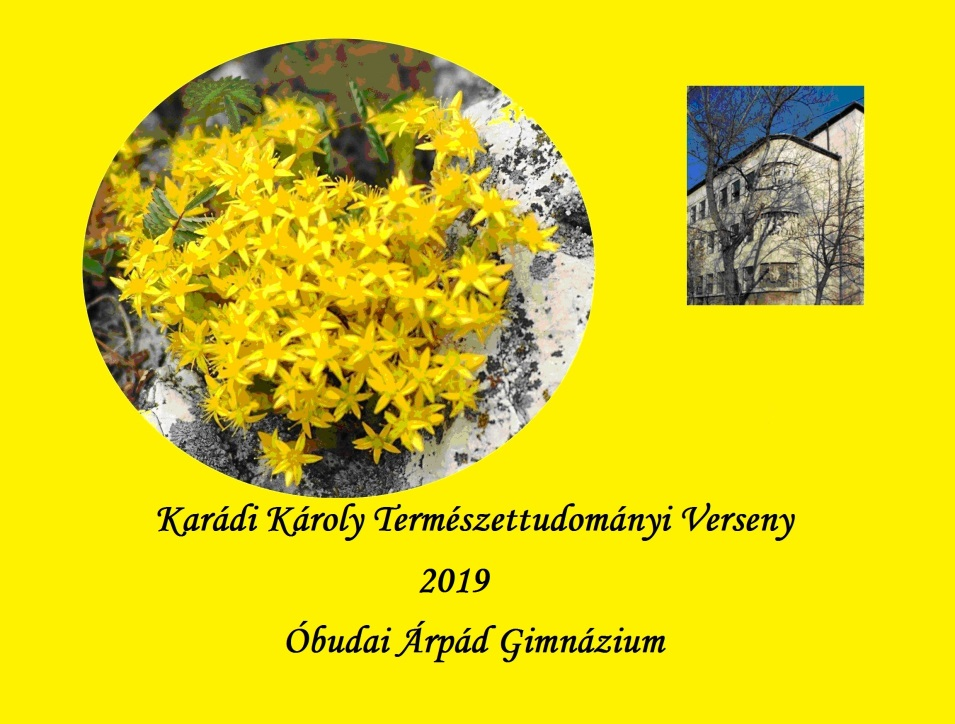 Karádi Károly Természettudományi Verseny
2019
Óbudai Árpád Gimnázium